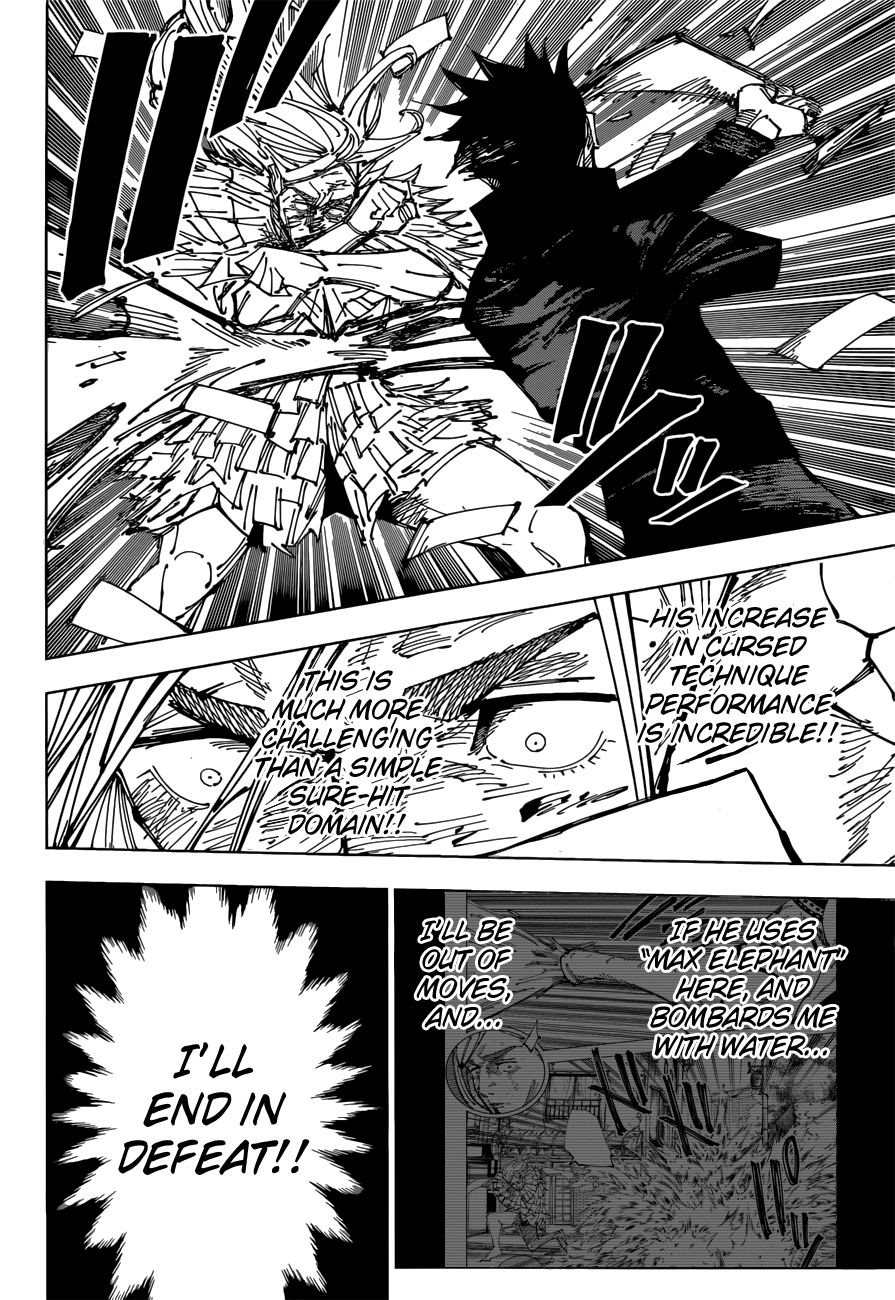 HIS INCREASE
IN CURSED
TECHNIQUE
PERFORMANCE
IS INCREDIBLE!!
THIS IS
MUCH MORE
CHALLENGING
THAN A SIMPLE
SURE-HIT
DOMAIN!!
IF HE USES
"MAX ELEPHANT"
HERE, AND
BOMBARDS ME
WITH WATER...
I'LL BE
OUT OF
MOVES,
AND...
I'LL
END IN
DEFEAT!!